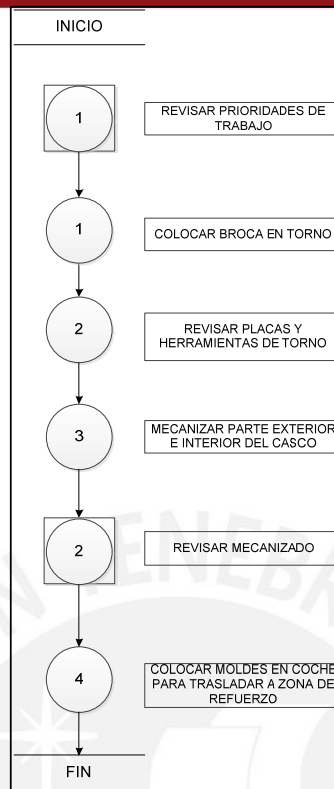 INICIO
1
REVISAR PRIORIDADES DE
TRABAJO
1
COLOCAR BROCA EN TORNO
2
REVISAR PLACAS Y
HERRAMIENTAS DE TORNO
3
MECANIZAR PARTE EXTERIOR
E INTERIOR DEL CASCO
2
REVISAR MECANIZADO
4
COLOCAR MOLDES EN COCHE
PARA TRASLADAR A ZONA DE
REFUERZO
FIN